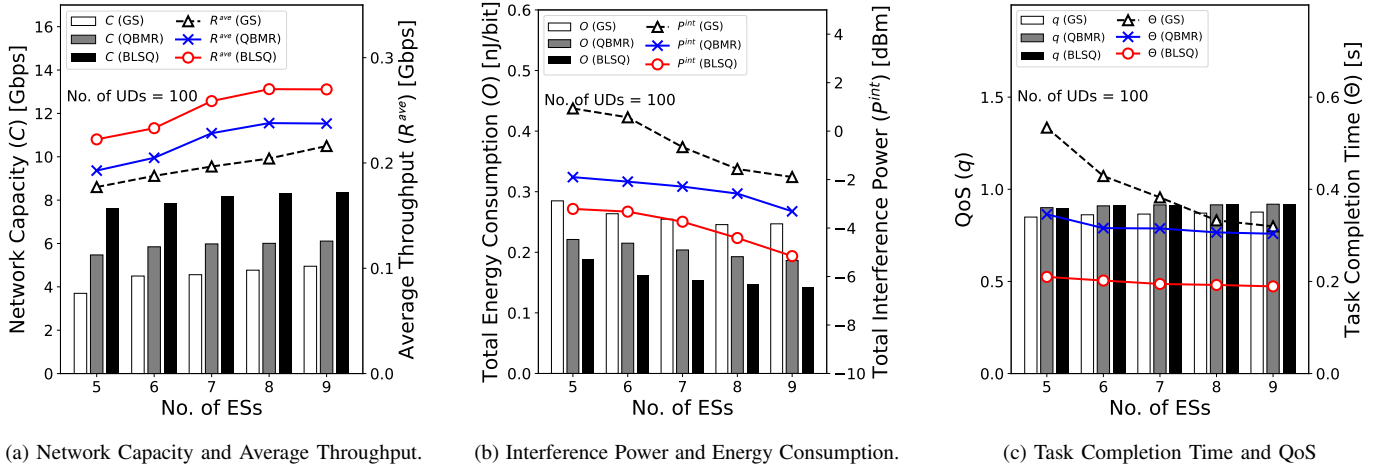 Network Capacity (C) [Gbps]
16
14
12
10
8
6
4
2
0
C (GS)
C (QBMR)
C (BLSQ)
R^ave (GS)
R^ave (QBMR)
R^ave (BLSQ)
No. of UDs = 100
5 6 7 8 9
No. of ESs
0.3
0.2
0.1
0.0
Average Throughput (R^ave) [Gbps]
(a) Network Capacity and Average Throughput.
Total Energy Consumption (O) [nJ/bit]
0.6
0.5
0.4
0.3
0.2
0.1
0.0
O (GS)
O (QBMR)
O (BLSQ)
P^int (GS)
P^int (QBMR)
P^int (BLSQ)
No. of UDs = 100
5 6 7 8 9
No. of ESs
4
2
0
−2
−4
−6
−8
−10
Total Interference Power (P^int) [dBm]
(b) Interference Power and Energy Consumption.
QoS (q)
1.5
1.0
0.5
0.0
q (GS)
q (QBMR)
q (BLSQ)
Θ (GS)
Θ (QBMR)
Θ (BLSQ)
No. of UDs = 100
5 6 7 8 9
No. of ESs
0.6
0.4
0.2
0.0
Task Completion Time (Θ) [s]
(c) Task Completion Time and QoS